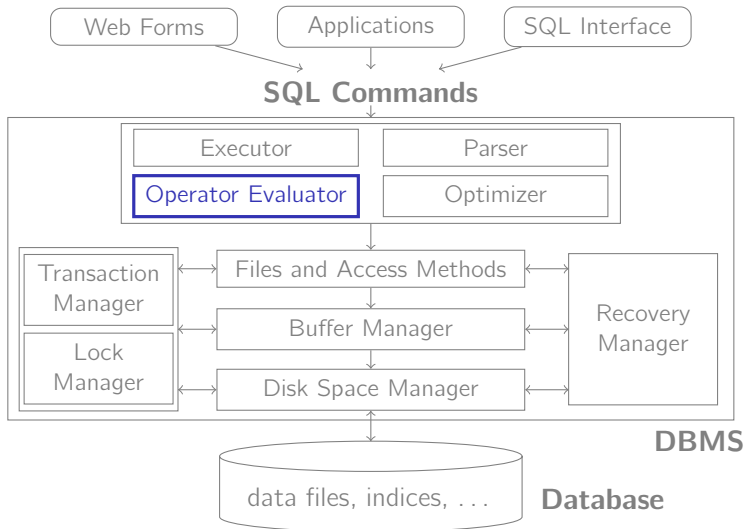 Web Forms
Applications
SQL Interface
SQL Commands
Executor
Parser
Operator Evaluator
Optimizer
Transaction
Manager
Lock
Manager
Files and Access Methods
Buffer Manager
Disk Space Manager
Recovery
Manager
DBMS
data files, indices, . . .
Database